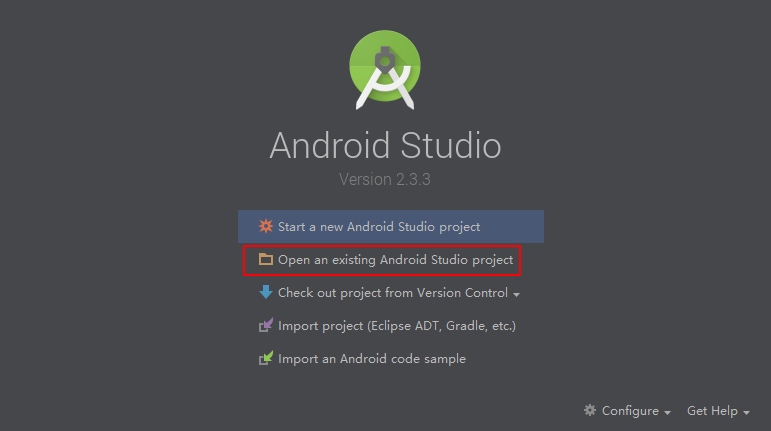 Android Studio
Version 2.3.3
Start a new Android Studio project
Open an existing Android Studio project
Check out project from Version Control
Import project (Eclipse ADT, Gradle, etc.)
Import an Android code sample
Configure Get Help